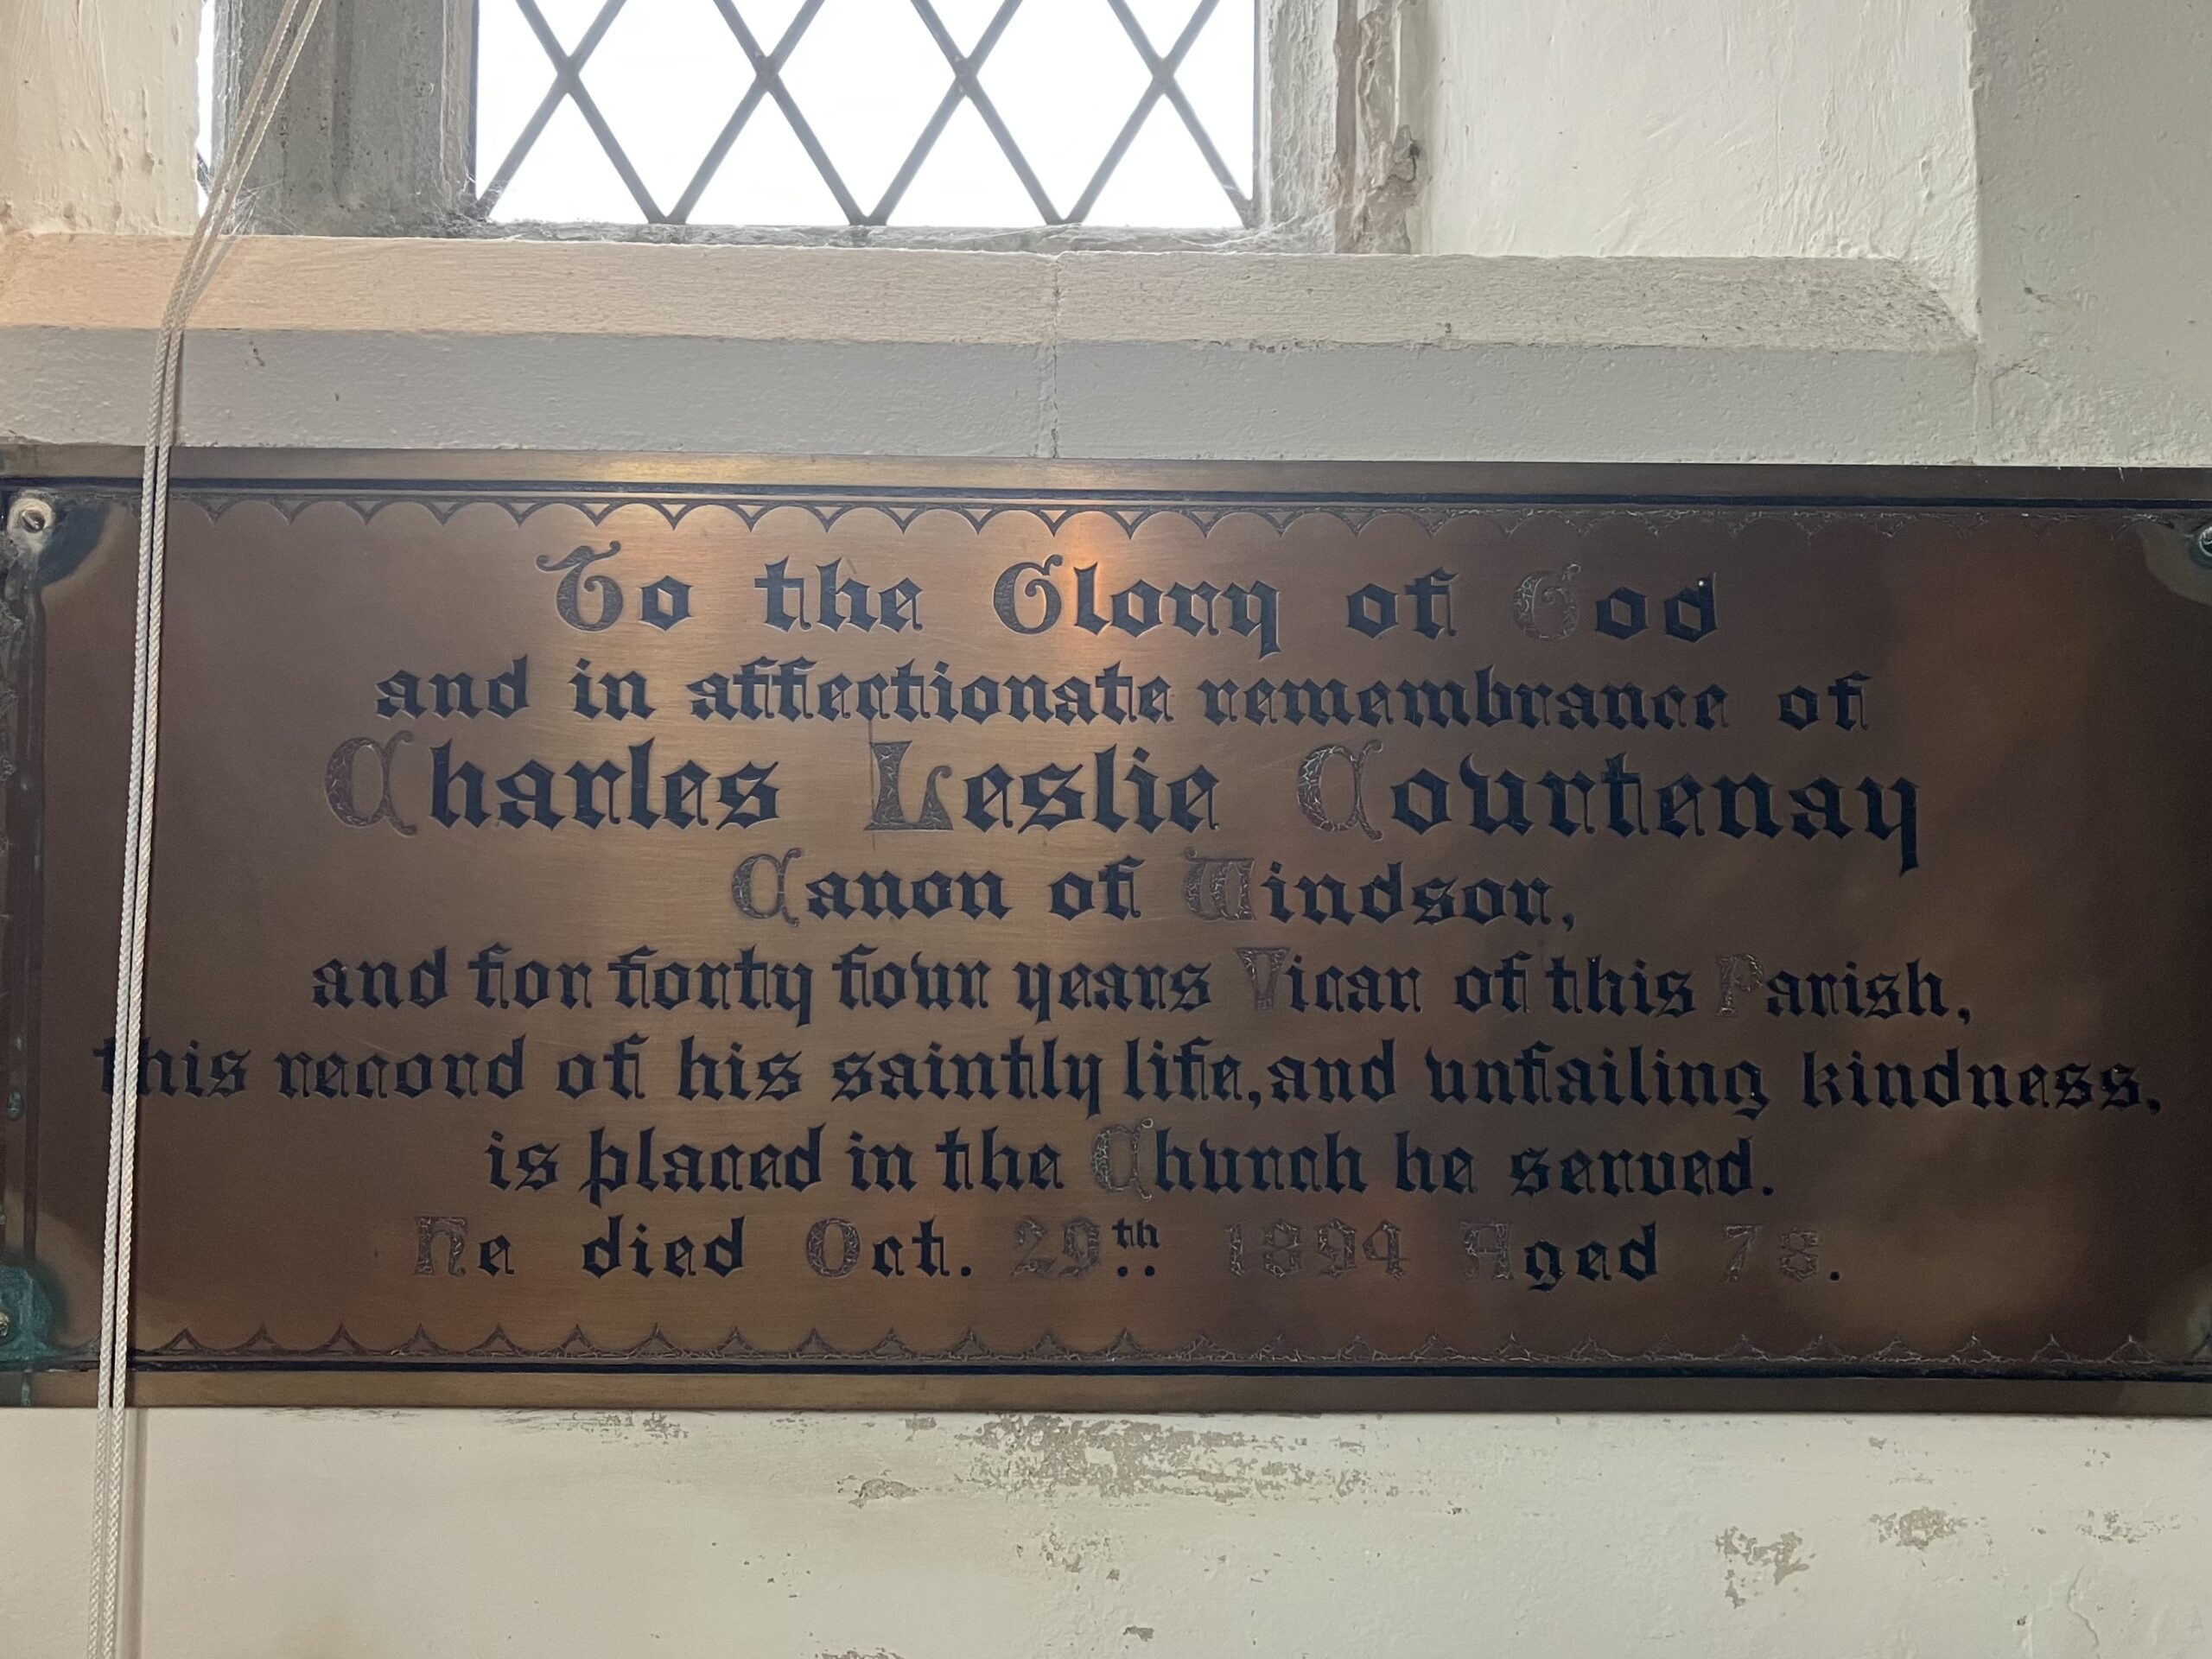 To the Glory of God
and in affectionate remembrance of
Charles Leslie Courtenay
Canon of Windsor,
and for forty four years Vicar of this Parish,
this record of his saintly life, and unfailing kindness,
is placed in the Church he served.
He died Oct. 29th. 1894 Aged 78.